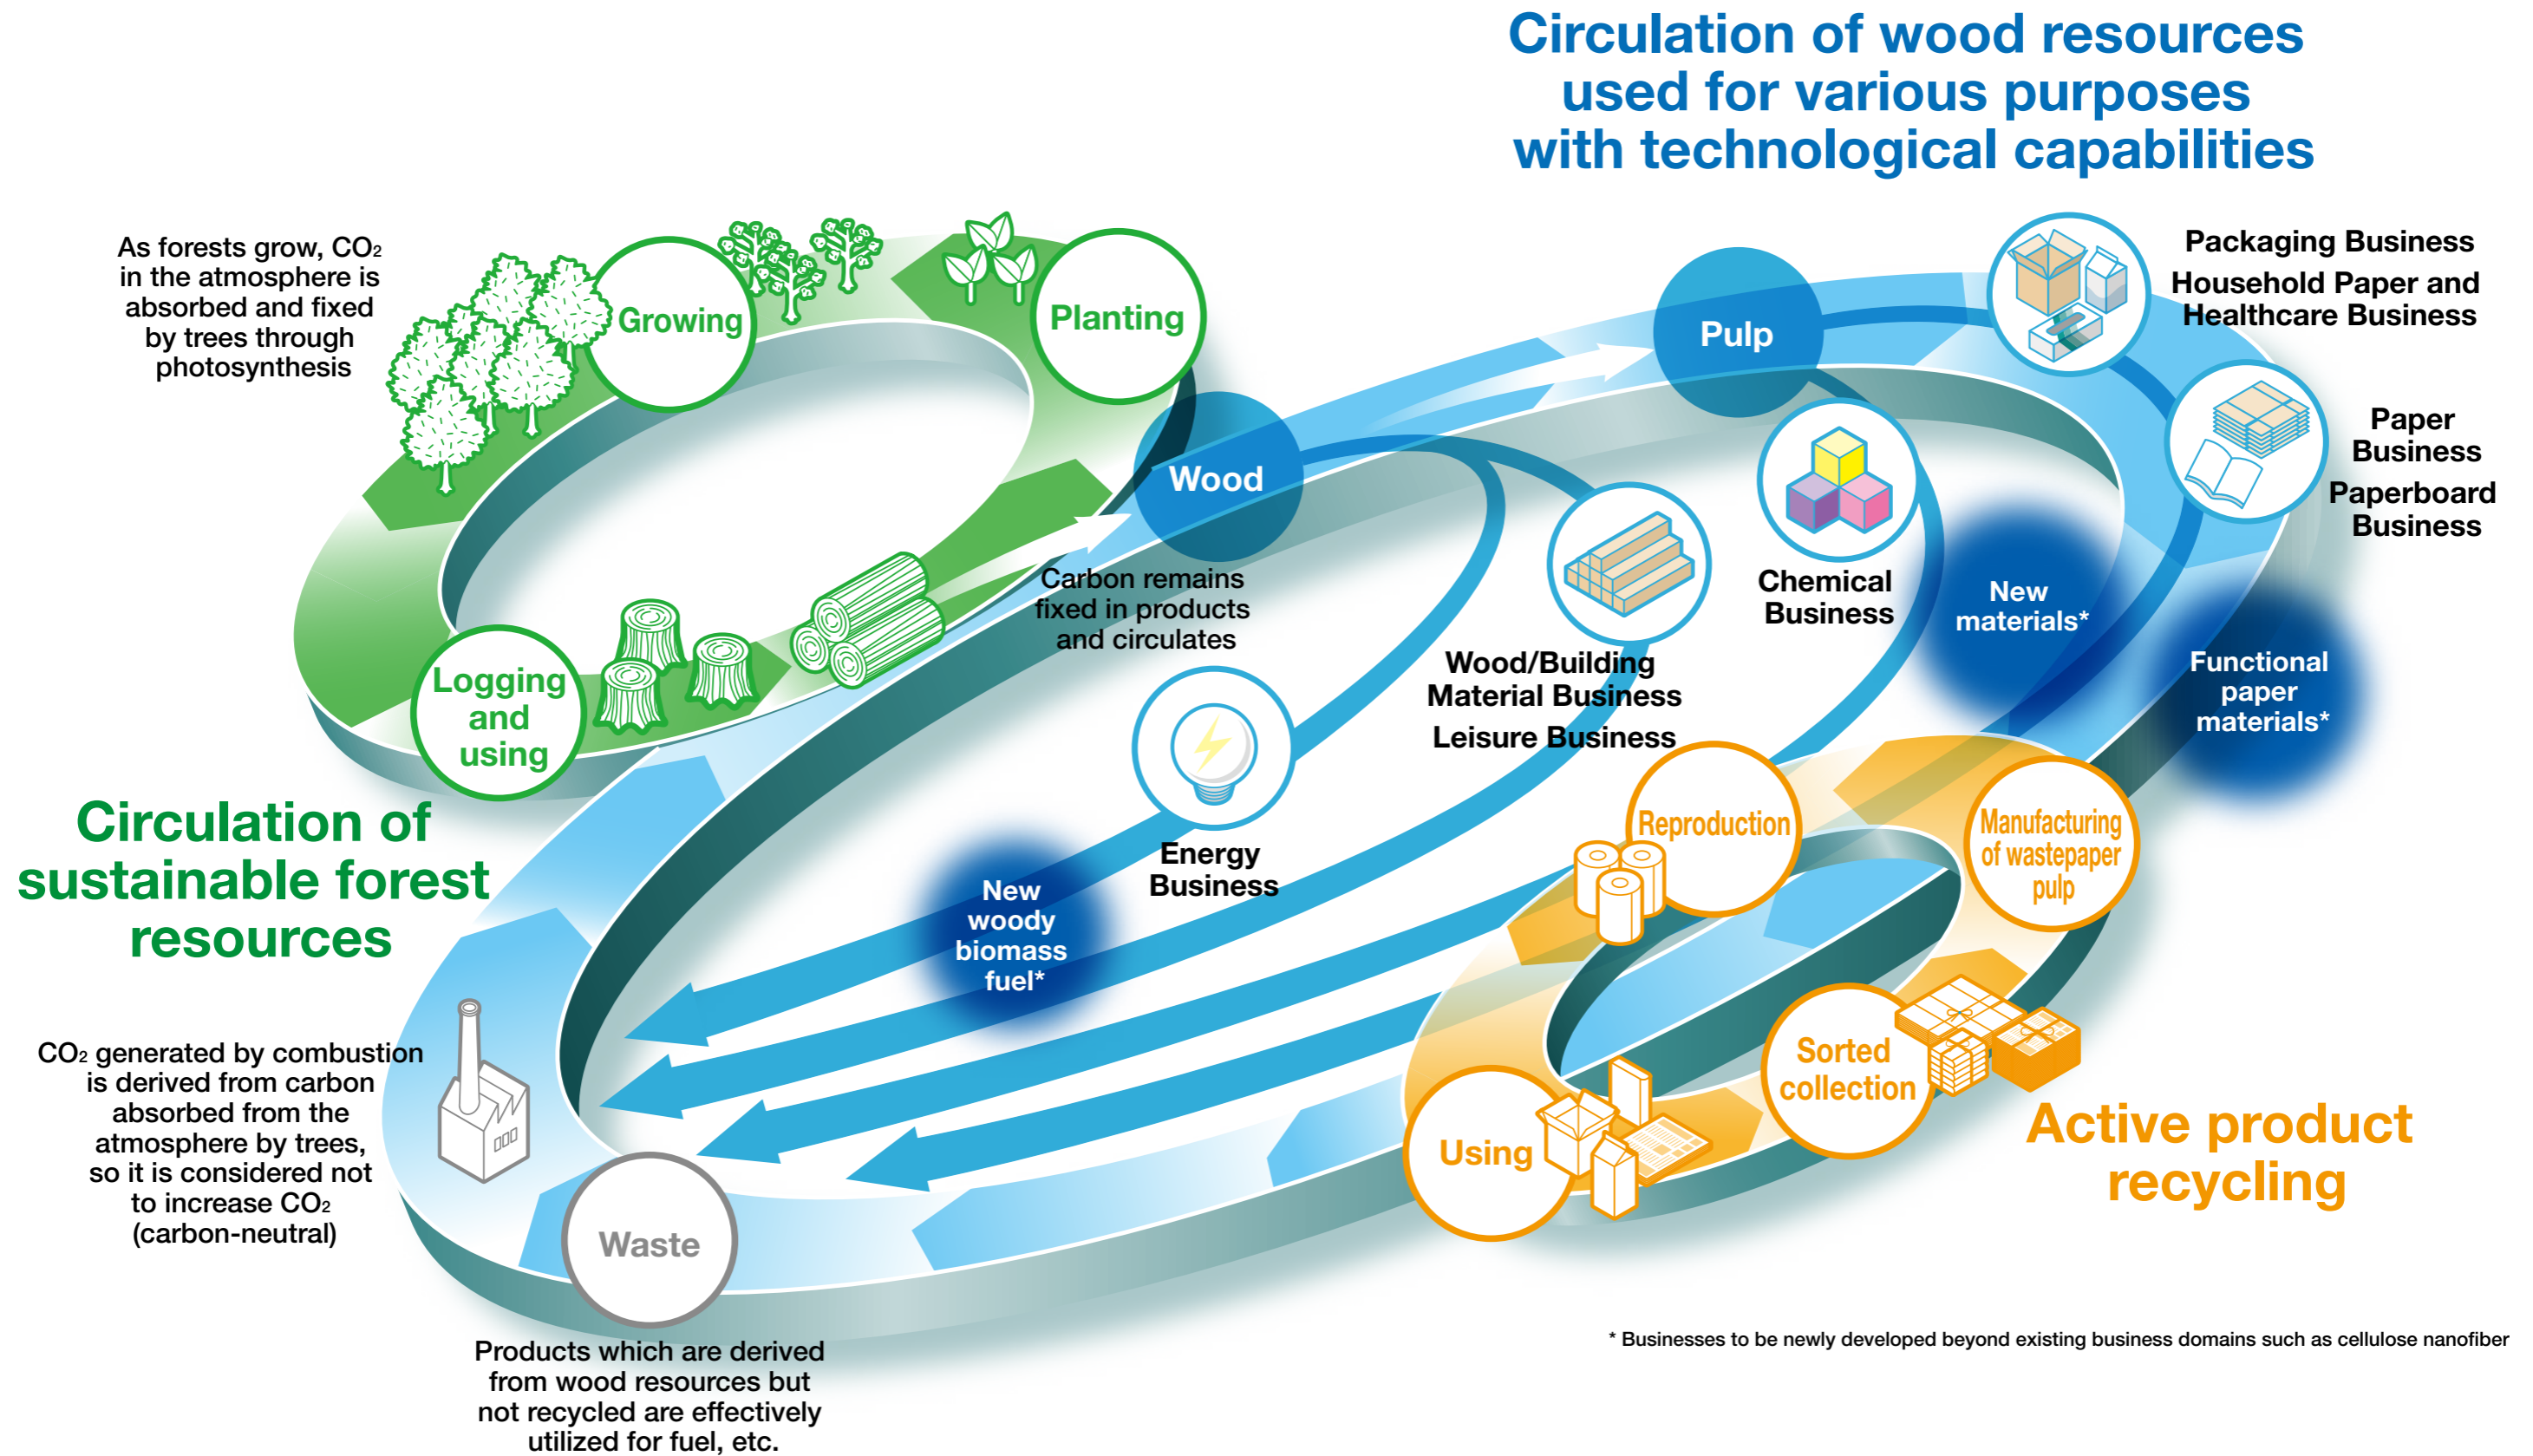 Circulation of wood resources
used for various purposes
with technological capabilities
As forests grow, CO₂
in the atmosphere is
absorbed and fixed
by trees through
photosynthesis
Growing
Planting
Pulp
Packaging Business
Household Paper and
Healthcare Business
Paper
Business
Paperboard
Business
Wood
Carbon remains
fixed in products
and circulates
Chemical
Business
New
materials*
Functional
paper
materials*
Wood/Building
Material Business
Leisure Business
Logging
and
using
Energy
Business
New
woody
biomass
fuel*
Reproduction
Manufacturing
of wastepaper
pulp
Circulation of
sustainable forest
resources
Sorted
collection
Using
Active product
recycling
CO₂ generated by combustion
is derived from carbon
absorbed from the
atmosphere by trees,
so it is considered not
to increase CO₂
(carbon-neutral)
Waste
Products which are derived
from wood resources but
not recycled are effectively
utilized for fuel, etc.
* Businesses to be newly developed beyond existing business domains such as cellulose nanofiber